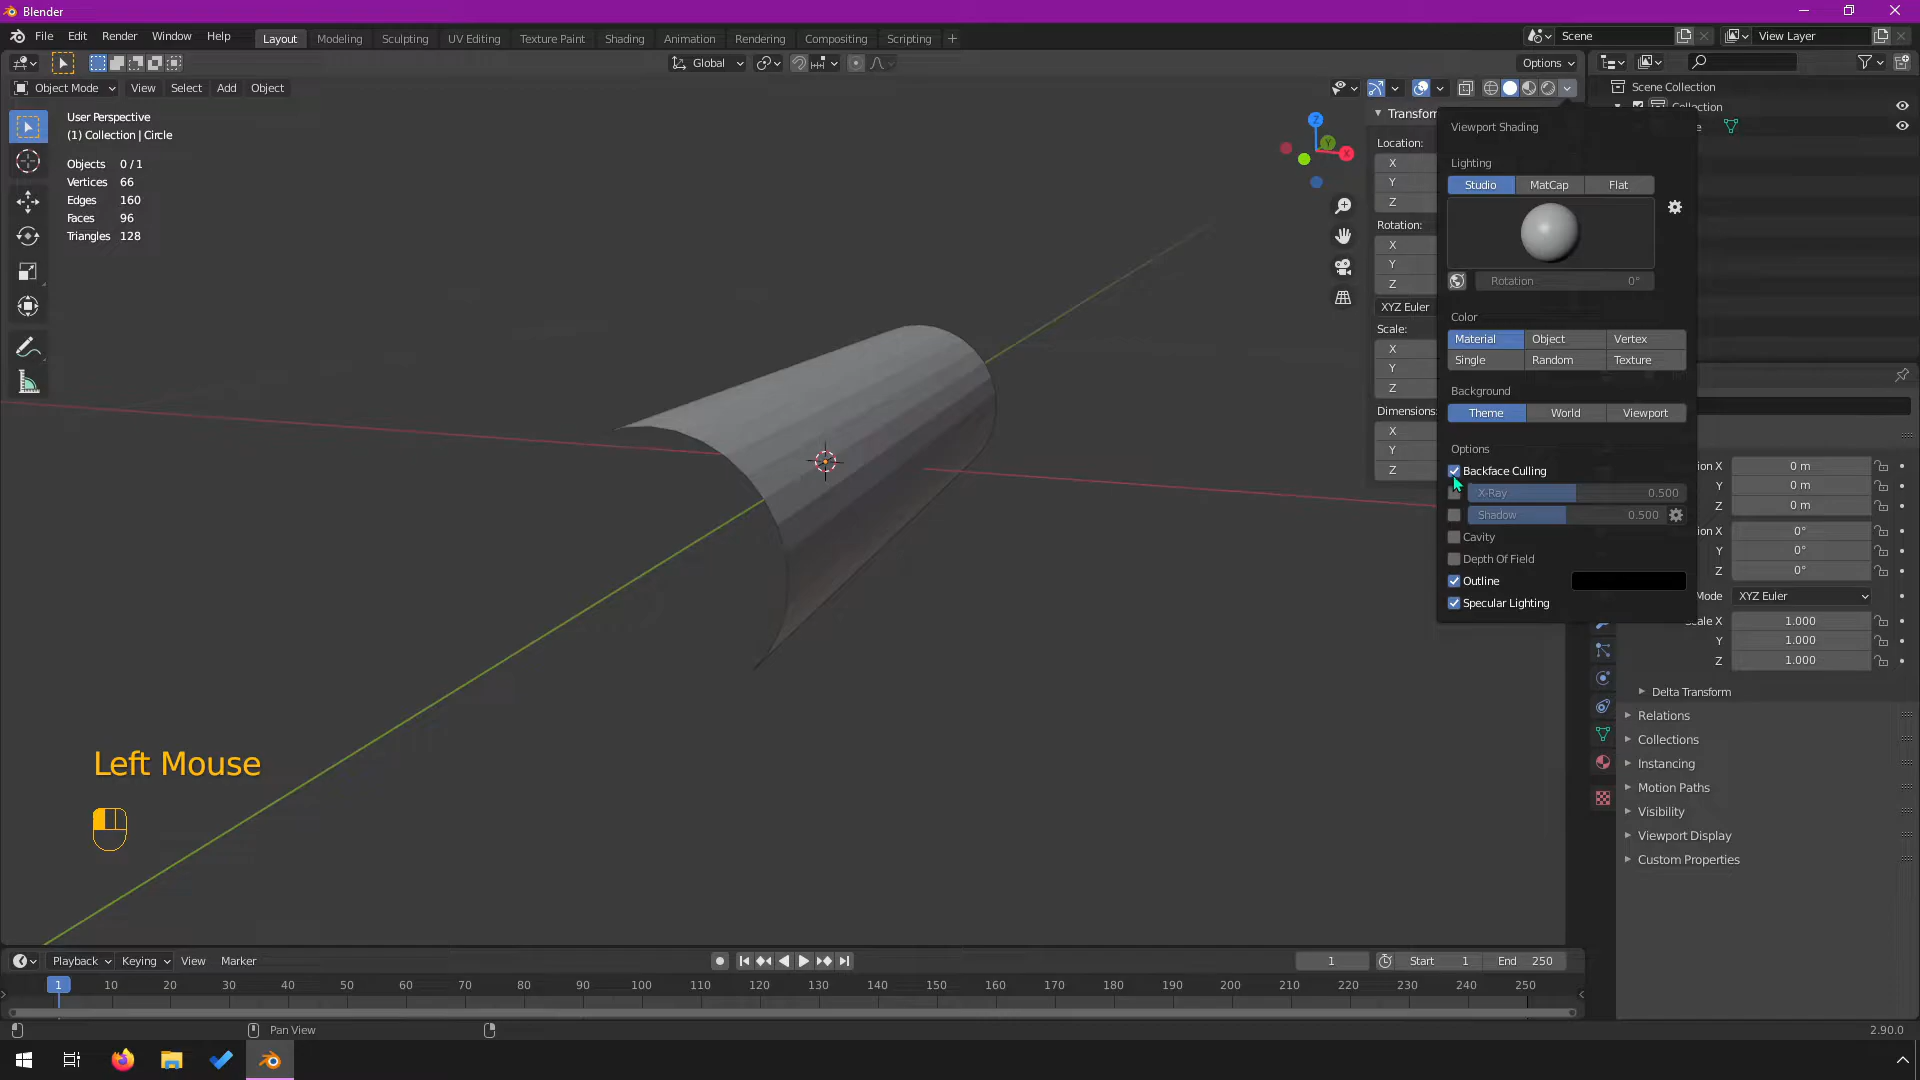 Blender
File Edit Render Window Help
Layout Modeling Sculpting UV Editing Texture Paint Shading Animation Rendering Compositing Scripting +
Scene
View Layer
Global
Options
Object Mode View Select Add Object
User Perspective
(1) Collection | Circle
Objects 0 / 1
Vertices 66
Edges 160
Faces 96
Triangles 128
Z
Y
X
Transform
Location:
X
Y
Z
Rotation:
X
Y
Z
XYZ Euler
Scale:
X
Y
Z
Dimensions:
X
Y
Z
Viewport Shading
Lighting
Studio MatCap Flat
Rotation 0°
Color
Material Object Vertex
Single Random Texture
Background
Theme World Viewport
Options
Backface Culling
X-Ray 0.500
Shadow 0.500
Cavity
Depth Of Field
Outline
Specular Lighting
Scene Collection
Collection
X 0 m
Y 0 m
Z 0 m
X 0°
Y 0°
Z 0°
Mode XYZ Euler
Scale X 1.000
Y 1.000
Z 1.000
Delta Transform
Relations
Collections
Instancing
Motion Paths
Visibility
Viewport Display
Custom Properties
Left Mouse
Playback Keying View Marker
1
Start 1
End 250
1 10 20 30 40 50 60 70 80 90 100 110 120 130 140 150 160 170 180 190 200 210 220 230 240 250
Pan View
2.90.0